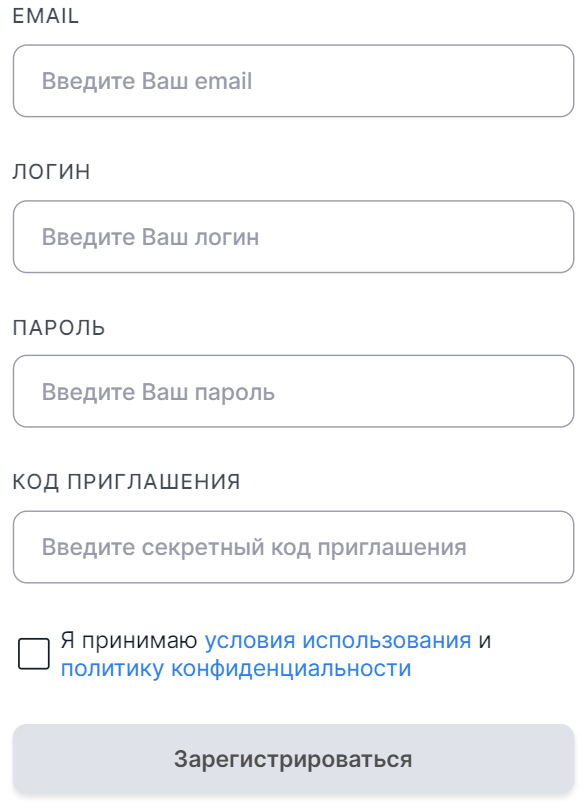 EMAIL
Введите Ваш email
ЛОГИН
Введите Ваш логин
ПАРОЛЬ
Введите Ваш пароль
КОД ПРИГЛАШЕНИЯ
Введите секретный код приглашения
Я принимаю условия использования и
политику конфиденциальности
Зарегистрироваться